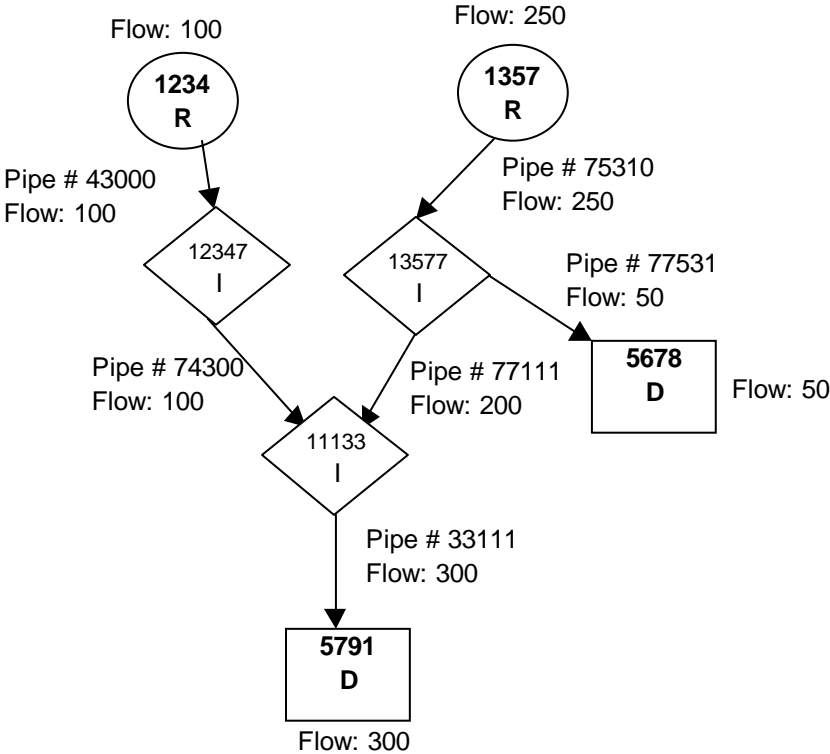 Flow: 100
1234
R
Flow: 250
1357
R
Pipe # 43000
Flow: 100
Pipe # 75310
Flow: 250
12347
I
13577
I
Pipe # 77531
Flow: 50
Pipe # 74300
Flow: 100
Pipe # 77111
Flow: 200
5678
D
Flow: 50
11133
I
Pipe # 33111
Flow: 300
5791
D
Flow: 300